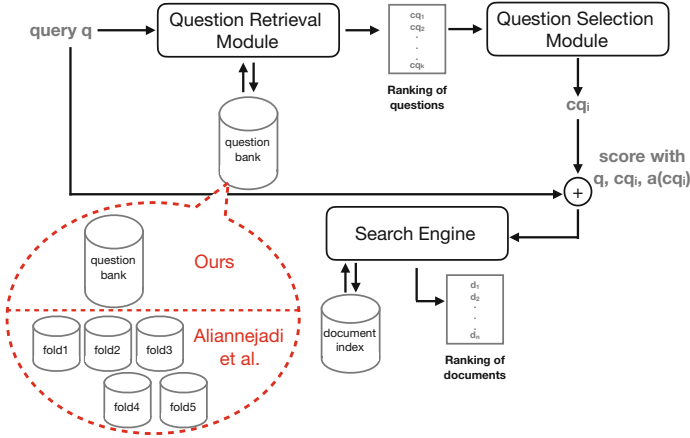 query q
Question Retrieval
Module
cq1
cq2
.
.
.
cqk
Ranking of
questions
Question Selection
Module
question
bank
cqi
score with
q, cqi, a(cqi)
+
question
bank
Ours
Search Engine
Aliannejadi
et al.
fold1
fold2
fold3
fold4
fold5
document
index
d1
d2
.
.
.
dn
Ranking of
documents